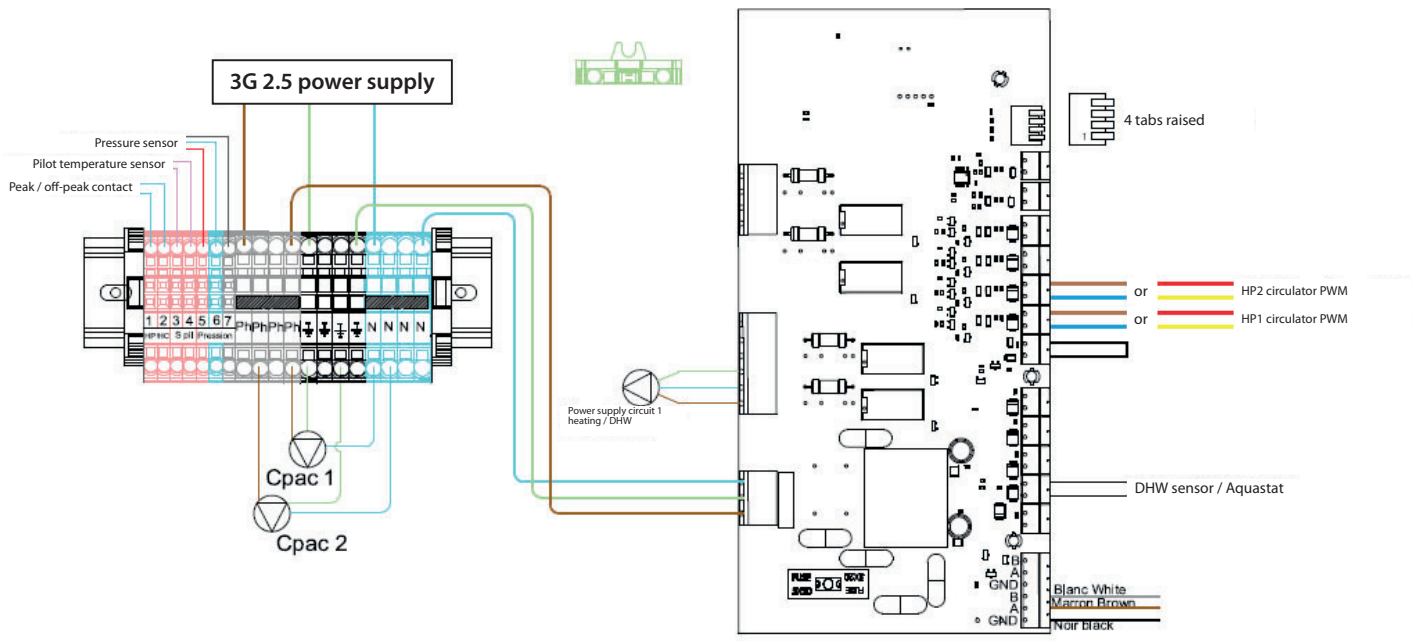 3G 2.5 power supply
Pressure sensor
Pilot temperature sensor
Peak / off-peak contact
1 2 3 4 5 6 7 Ph Ph Ph Ph N N N N
HP HC S pil Pression
Cpac 1
Cpac 2
Power supply circuit 1
heating / DHW
4 tabs raised
1
or
HP2 circulator PWM
or
HP1 circulator PWM
DHW sensor / Aquastat
B
A
GND
B
A
GND
Blanc White
Marron Brown
Noir black
FUSE